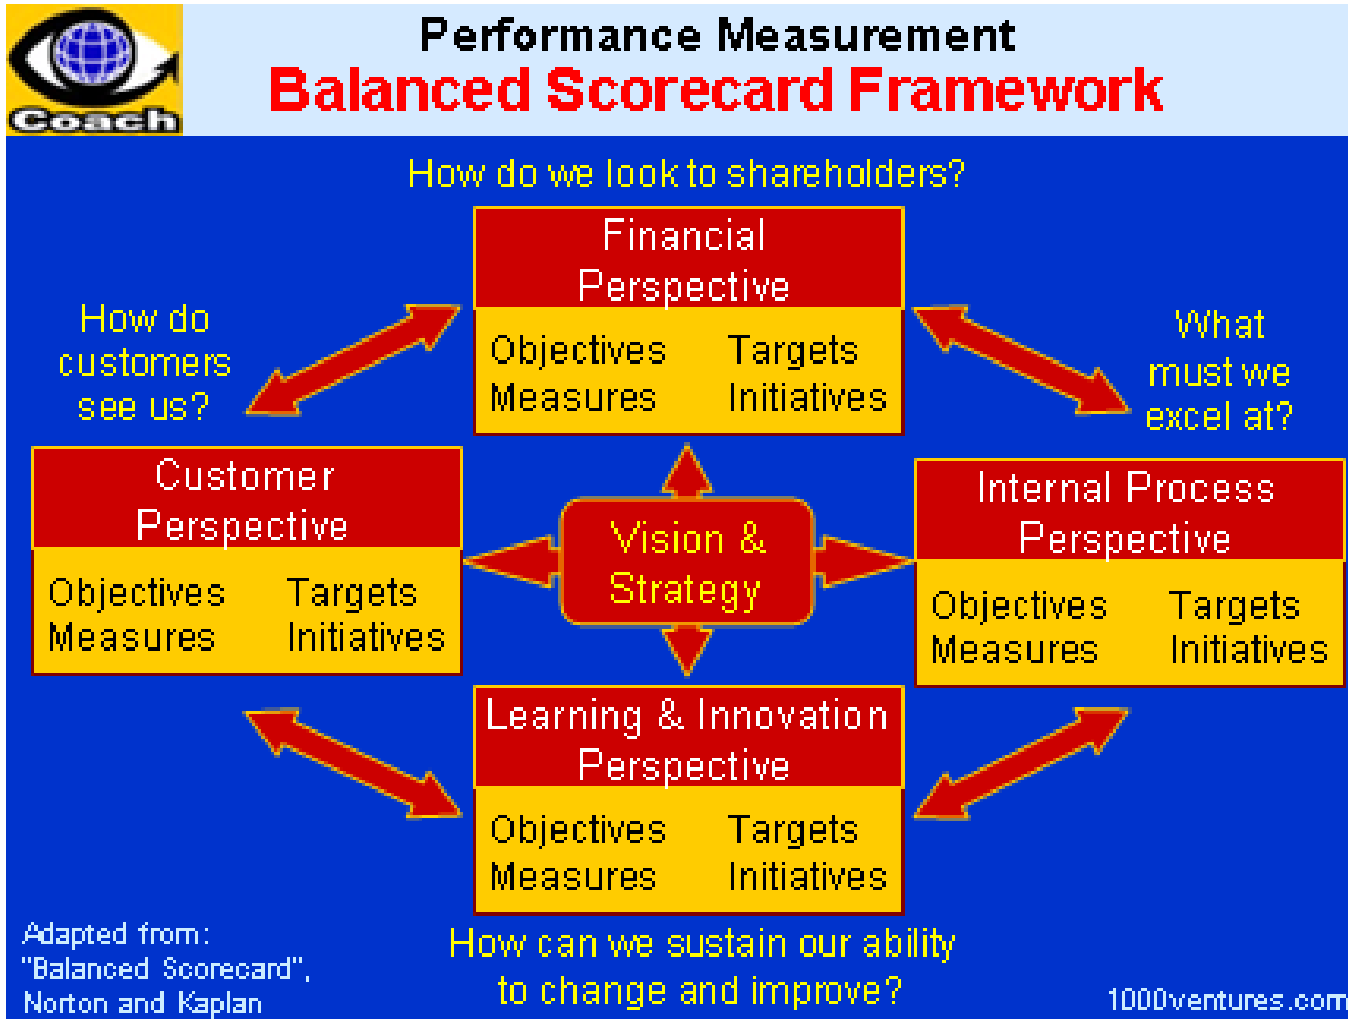 Coach
Performance Measurement
Balanced Scorecard Framework
How do we look to shareholders?
Financial
Perspective
Objectives Targets
Measures Initiatives
How do
customers
see us?
What
must we
excel at?
Customer
Perspective
Objectives Targets
Measures Initiatives
Vision &
Strategy
Internal Process
Perspective
Objectives Targets
Measures Initiatives
Learning & Innovation
Perspective
Objectives Targets
Measures Initiatives
How can we sustain our ability
to change and improve?
Adapted from:
"Balanced Scorecard",
Norton and Kaplan
1000ventures.com